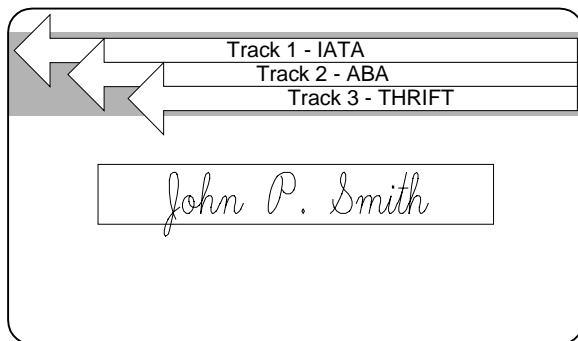 Track 1 - IATA
Track 2 - ABA
Track 3 - THRIFT
John P. Smith